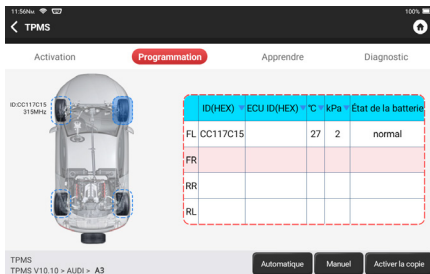 11:56NM 100%
TPMS
Activation Programmation Apprendre Diagnostic
ID:CC117C15
315MHz
ID(HEX) ECU ID(HEX) °C kPa État de la batterie
FL CC117C15 27 2 normal
FR
RR
RL
TPMS
TPMS V10.10 > AUDI > A3
Automatique Manuel Activer la copie